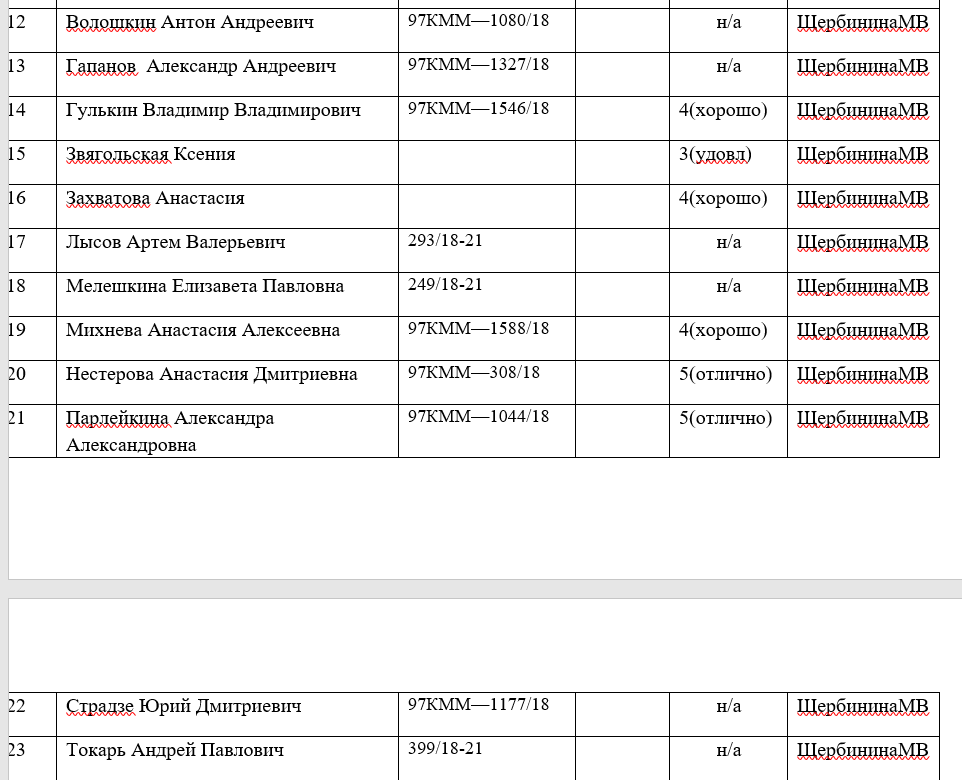 12 Волошкин Антон Андреевич 97КММ—1080/18 н/а ЩербининаМВ
13 Гапанов  Александр Андреевич 97КММ—1327/18 н/а ЩербининаМВ
14 Гулькин Владимир Владимирович 97КММ—1546/18 4(хорошо) ЩербининаМВ
15 Звягольская Ксения 3(удовл) ЩербининаМВ
16 Захватова Анастасия 4(хорошо) ЩербининаМВ
17 Лысов Артем Валерьевич 293/18-21 н/а ЩербининаМВ
18 Мелешкина Елизавета Павловна 249/18-21 н/а ЩербининаМВ
19 Михнева Анастасия Алексеевна 97КММ—1588/18 4(хорошо) ЩербининаМВ
20 Нестерова Анастасия Дмитриевна 97КММ—308/18 5(отлично) ЩербининаМВ
21 Пардейкина Александра 97КММ—1044/18 5(отлично) ЩербининаМВ
Александровна
22 Страдзе Юрий Дмитриевич 97КММ—1177/18 н/а ЩербининаМВ
23 Токарь Андрей Павлович 399/18-21 н/а ЩербининаМВ